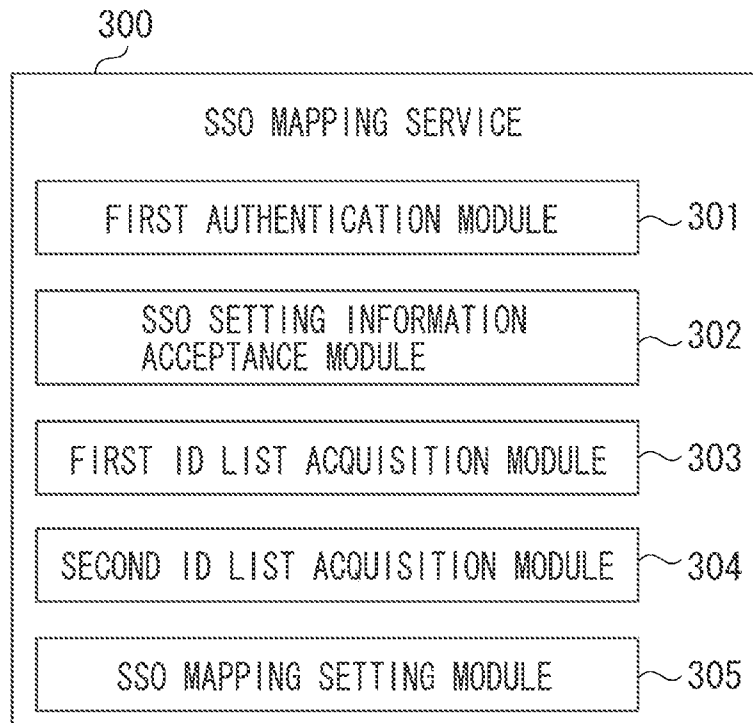 300
SSO MAPPING SERVICE
FIRST AUTHENTICATION MODULE 301
SSO SETTING INFORMATION
ACCEPTANCE MODULE 302
FIRST ID LIST ACQUISITION MODULE 303
SECOND ID LIST ACQUISITION MODULE 304
SSO MAPPING SETTING MODULE 305